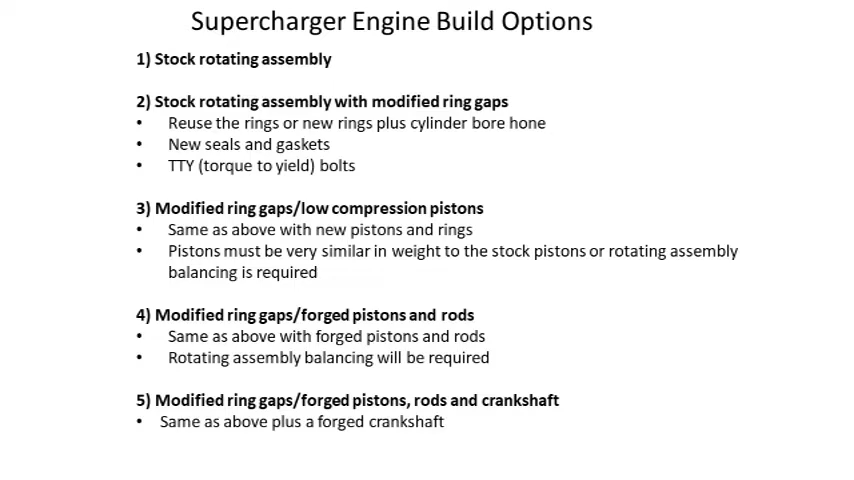 Supercharger Engine Build Options
1) Stock rotating assembly
2) Stock rotating assembly with modified ring gaps
• Reuse the rings or new rings plus cylinder bore hone
• New seals and gaskets
• TTY (torque to yield) bolts
3) Modified ring gaps/low compression pistons
• Same as above with new pistons and rings
• Pistons must be very similar in weight to the stock pistons or rotating assembly
balancing is required
4) Modified ring gaps/forged pistons and rods
• Same as above with forged pistons and rods
• Rotating assembly balancing will be required
5) Modified ring gaps/forged pistons, rods and crankshaft
• Same as above plus a forged crankshaft